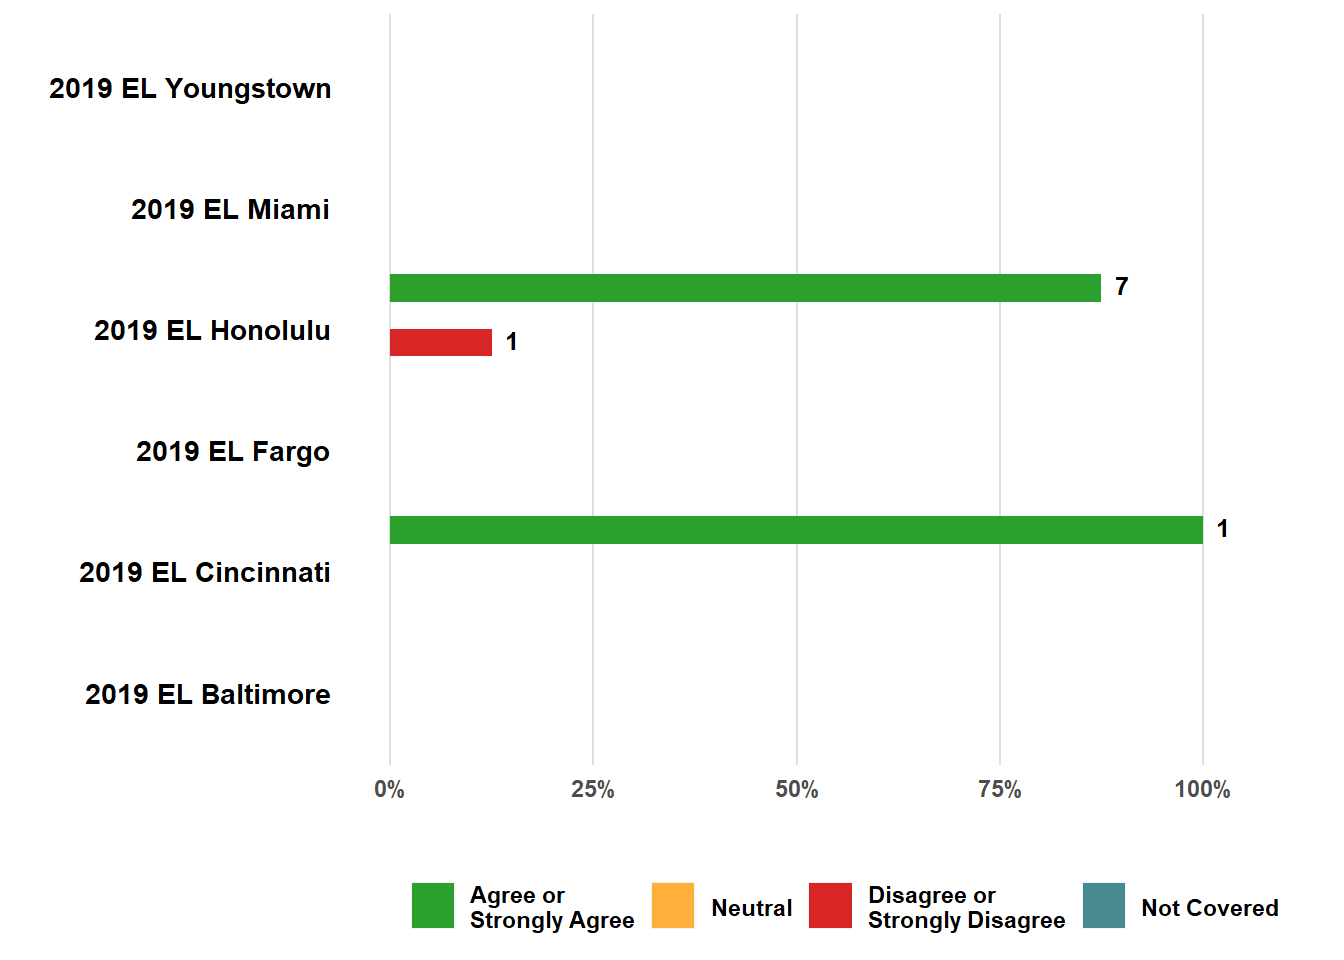 2019 EL Youngstown
2019 EL Miami
7
2019 EL Honolulu
1
2019 EL Fargo
1
2019 EL Cincinnati
2019 EL Baltimore
0% 25% 50% 75% 100%
Agree or
Strongly Agree
Neutral
Disagree or
Strongly Disagree
Not Covered